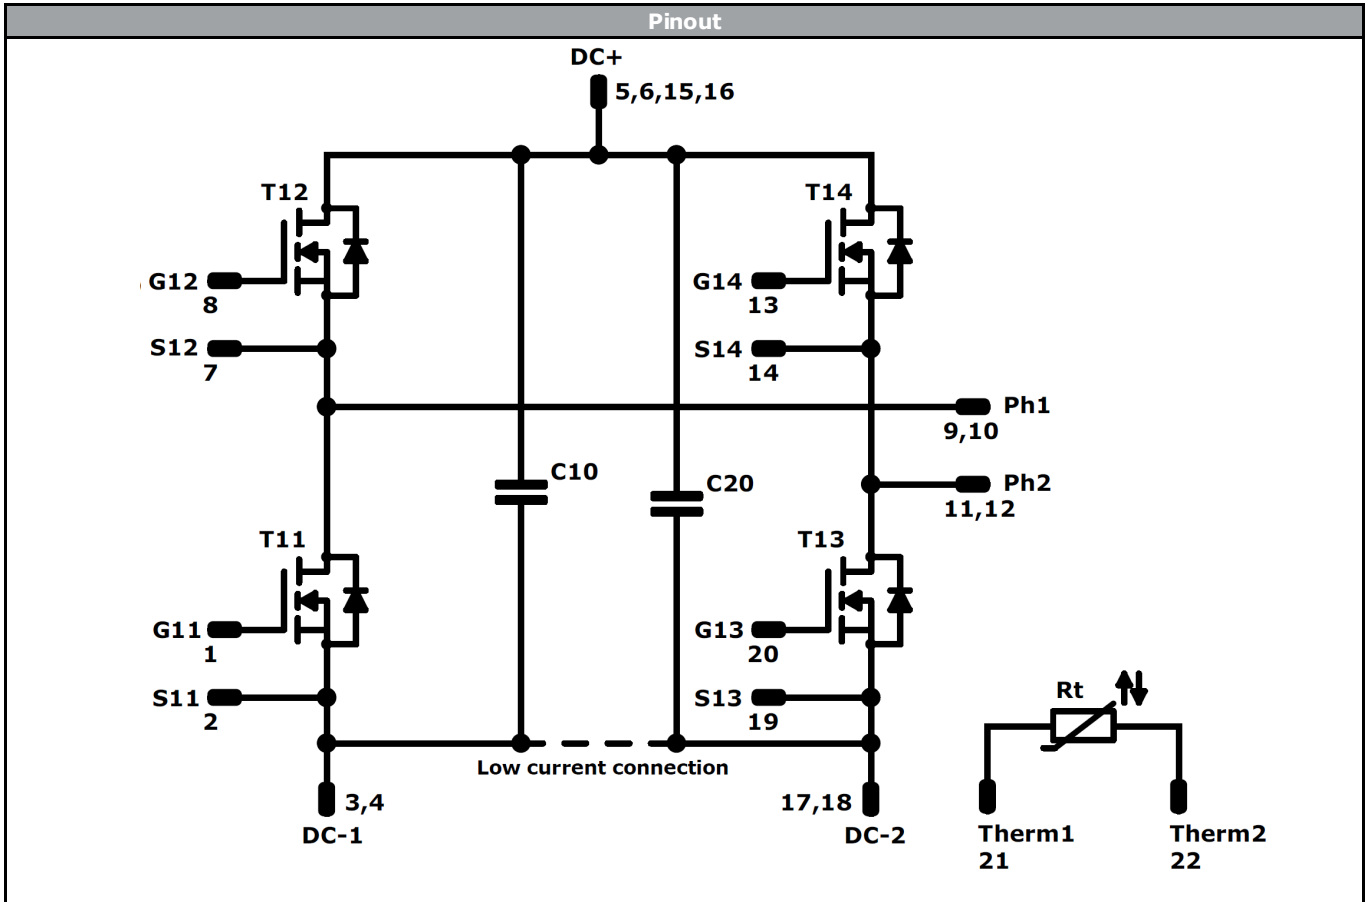 Pinout
DC+
5,6,15,16
T12
T14
G12
8
G14
13
S12
7
S14
14
Ph1
9,10
C10
C20
Ph2
11,12
T11
T13
G11
1
G13
20
S11
2
S13
19
Rt
Low current connection
3,4
17,18
DC-1
DC-2
Therm1
21
Therm2
22